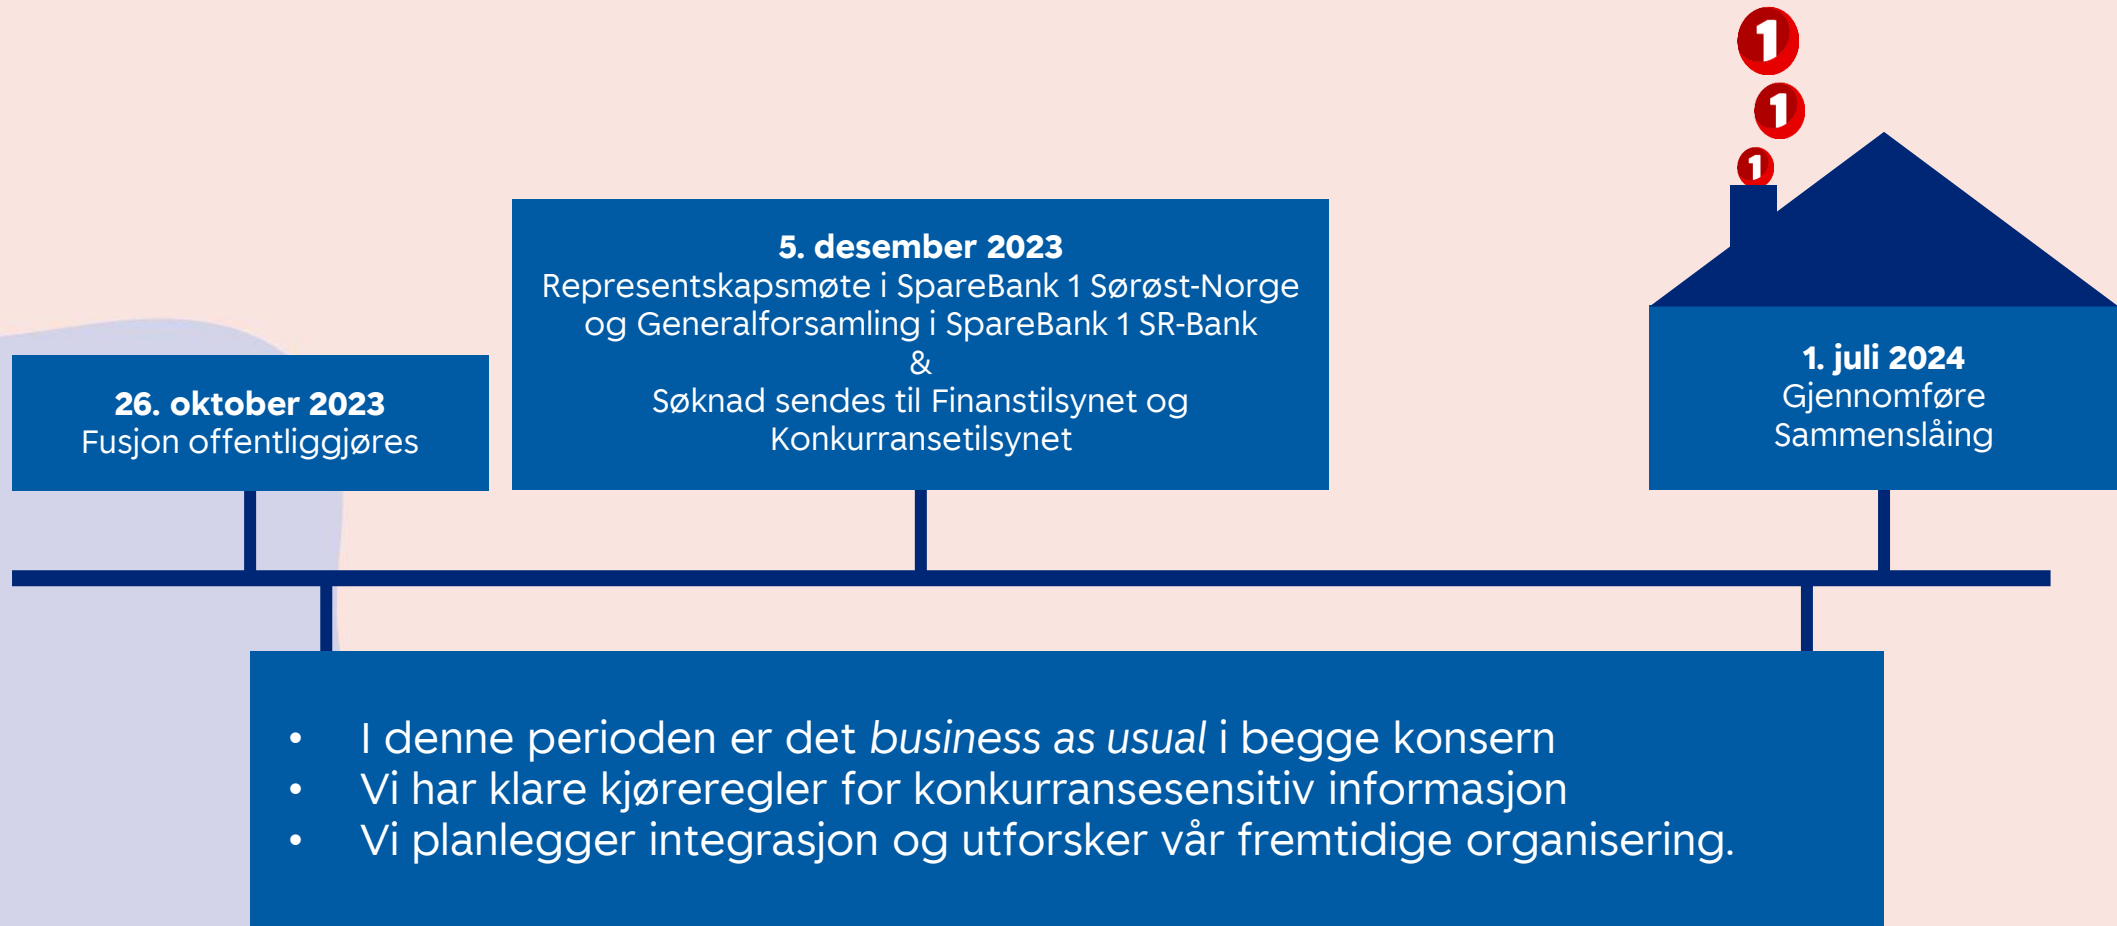 1
1
1
26. oktober 2023
Fusjon offentliggjøres
5. desember 2023
Representskapsmøte i SpareBank 1 Sørøst-Norge
og Generalforsamling i SpareBank 1 SR-Bank
&
Søknad sendes til Finanstilsynet og
Konkurransetilsynet
1. juli 2024
Gjennomføre
Sammenslåing
• I denne perioden er det business as usual i begge konsern
• Vi har klare kjøreregler for konkurransesensitiv informasjon
• Vi planlegger integrasjon og utforsker vår fremtidige organisering.